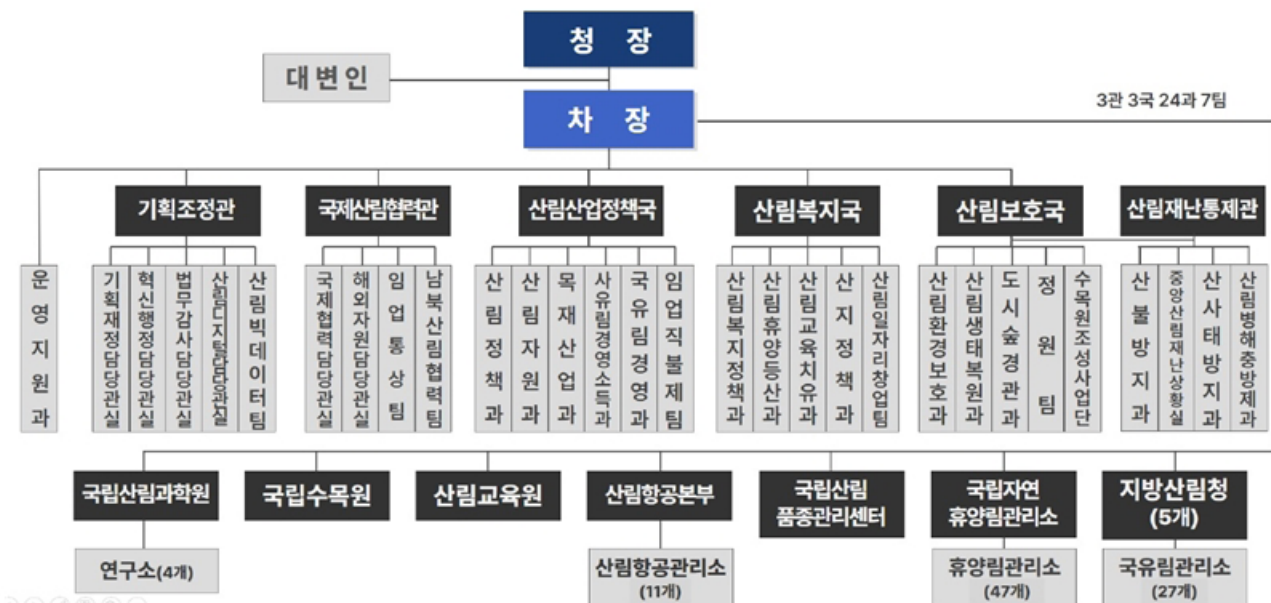 청 장
대변인
차 장
3관 3국 24과 7팀
기획조정관
국제산림협력관
산림산업정책국
산림복지국
산림보호국
산림재난통제관
운영지원과
기획재정담당관실
혁신행정담당관실
법무감사담당관실
산림디지털담당관실
산림빅데이터팀
국제협력담당관실
해외자원담당관실
임업통상팀
남북산림협력팀
산림정책과
산림자원과
목재산업과
사유림경영소득과
국유림경영과
임업직불제팀
산림복지정책과
산림휴양등산과
산림교육치유과
산지정책과
산림일자리창업팀
산림환경보호과
산림생태복원과
도시숲경관과
정원팀
수목원조성사업단
산불방지과
중앙산림재난상황실
산사태방지과
산림병해충방제과
국립산림과학원
국립수목원
산림교육원
산림항공본부
국립산림
품종관리센터
국립자연
휴양림관리소
지방산림청
(5개)
연구소(4개)
산림항공관리소
(11개)
휴양림관리소
(47개)
국유림관리소
(27개)